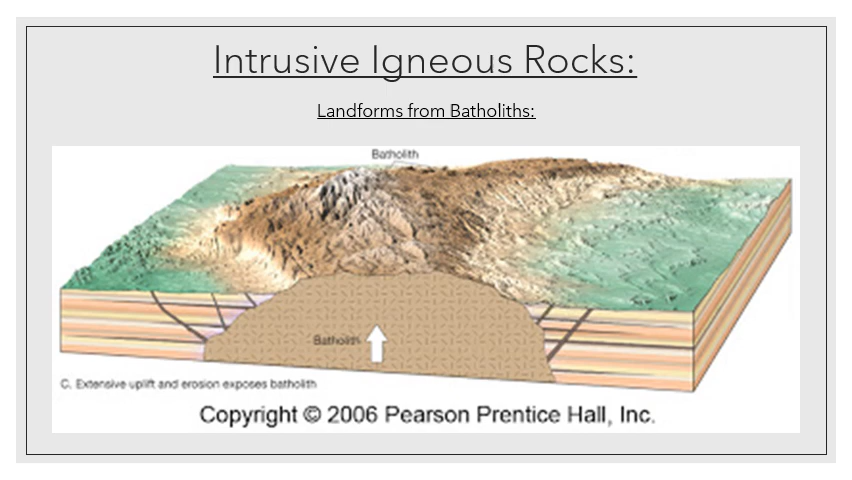 Intrusive Igneous Rocks:
Landforms from Batholiths:
Batholith
Batholith
C. Extensive uplift and erosion exposes batholith
Copyright © 2006 Pearson Prentice Hall, Inc.